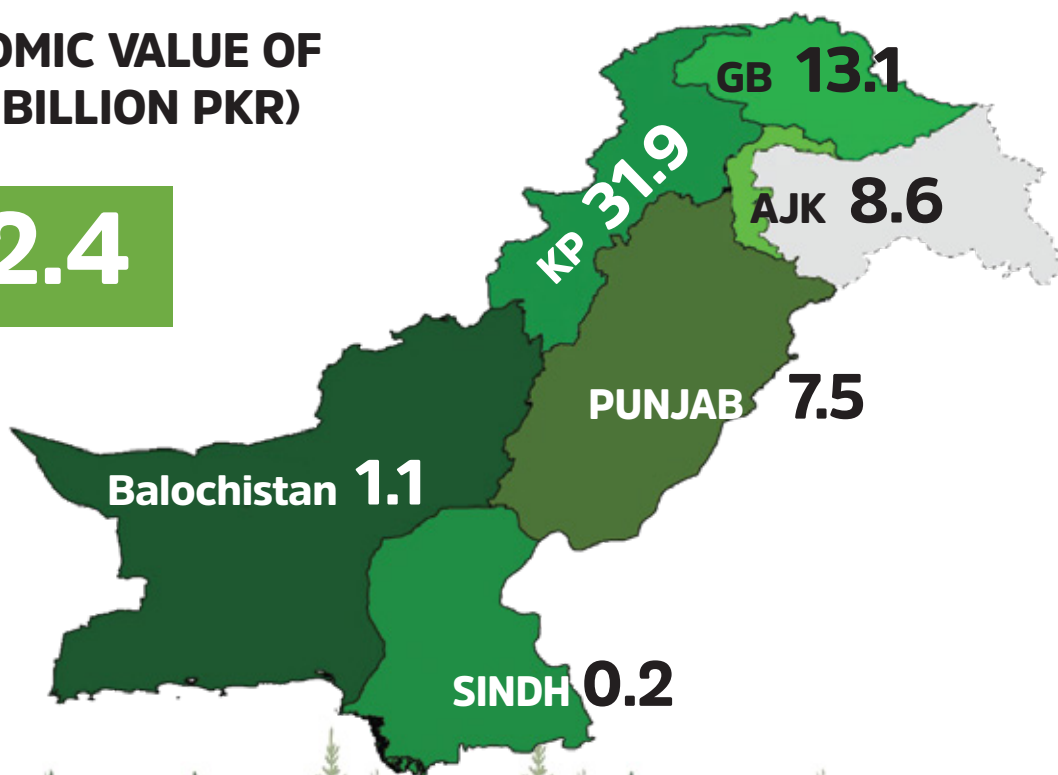 OMIC VALUE OF
BILLION PKR)
2.4
GB 13.1
KP 31.9
AJK 8.6
PUNJAB 7.5
Balochistan 1.1
SINDH 0.2